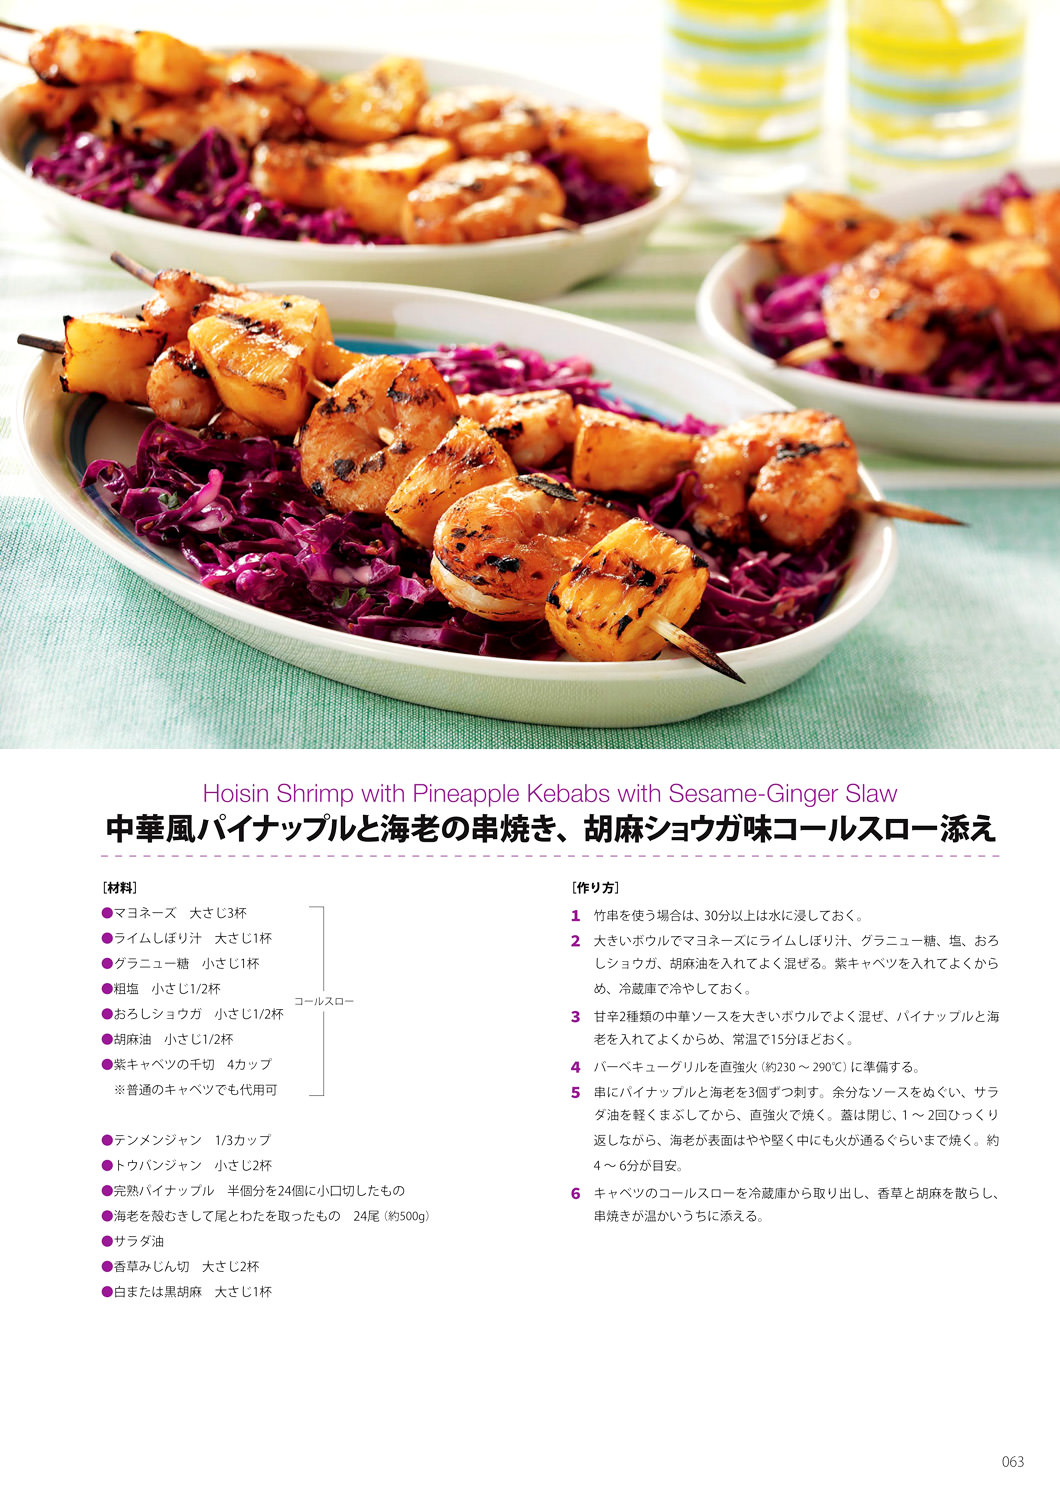 Hoisin Shrimp with Pineapple Kebabs with Sesame-Ginger Slaw
中華風パイナップルと海老の串焼き、胡麻ショウガ味コールスロー添え
[材料]
●マヨネーズ　大さじ3杯
●ライムしぼり汁　大さじ1杯
●グラニュー糖　小さじ1杯
●粗塩　小さじ1/2杯
●おろしショウガ　小さじ1/2杯
●胡麻油　小さじ1/2杯
●紫キャベツの千切　4カップ
※普通のキャベツでも代用可
コールスロー
●テンメンジャン　1/3カップ
●トウバンジャン　小さじ2杯
●完熟パイナップル　半個分を24個に小口切したもの
●海老を殻むきして尾とわたを取ったもの　24尾（約500g）
●サラダ油
●香草みじん切　大さじ2杯
●白または黒胡麻　大さじ1杯
[作り方]
1　竹串を使う場合は、30分以上は水に浸しておく。
2　大きいボウルでマヨネーズにライムしぼり汁、グラニュー糖、塩、おろ
しショウガ、胡麻油を入れてよく混ぜる。紫キャベツを入れてよくから
め、冷蔵庫で冷やしておく。
3　甘辛2種類の中華ソースを大きいボウルでよく混ぜ、パイナップルと海
老を入れてよくからめ、常温で15分ほどおく。
4　バーベキューグリルを直強火（約230～290℃）に準備する。
5　串にパイナップルと海老を3個ずつ刺す。余分なソースをぬぐい、サラ
ダ油を軽くまぶしてから、直強火で焼く。蓋は閉じ、1～2回ひっくり
返しながら、海老が表面はやや堅く中にも火が通るぐらいまで焼く。約
4～6分が目安。
6　キャベツのコールスローを冷蔵庫から取り出し、香草と胡麻を散らし、
串焼きが温かいうちに添える。
063